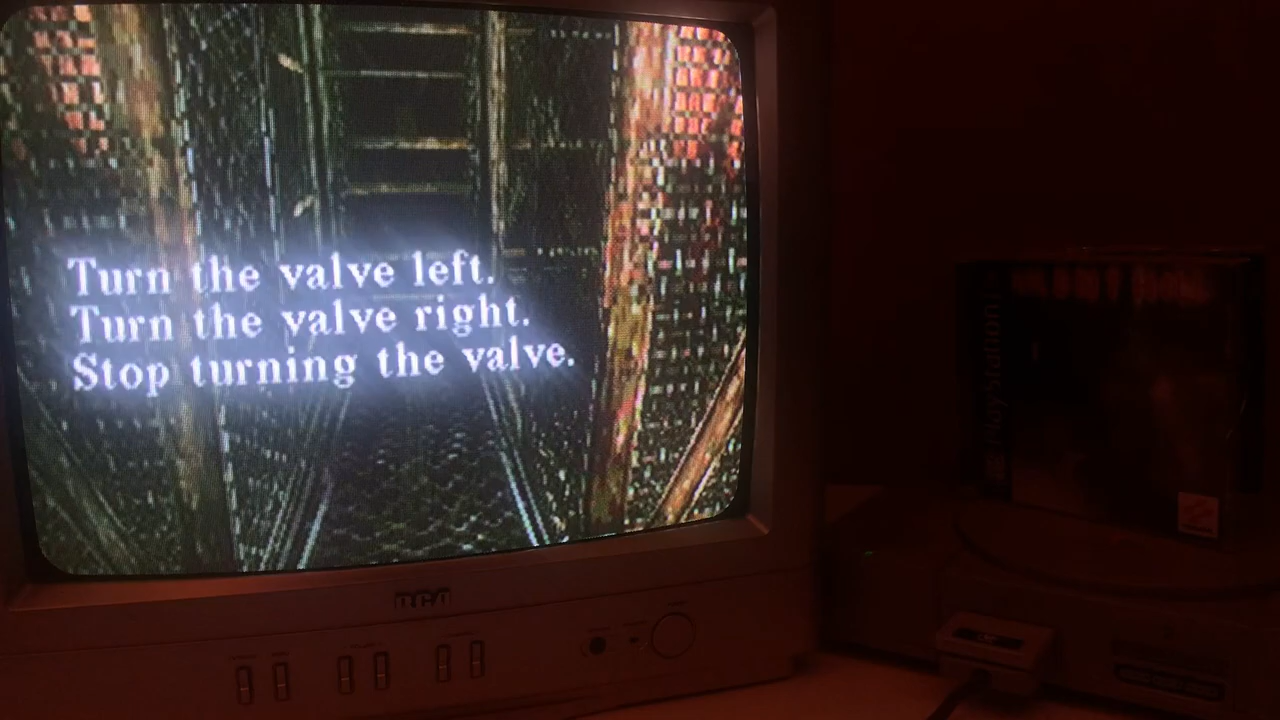 Turn the valve left.
Turn the valve right.
Stop turning the valve.
RCA
PlayStation